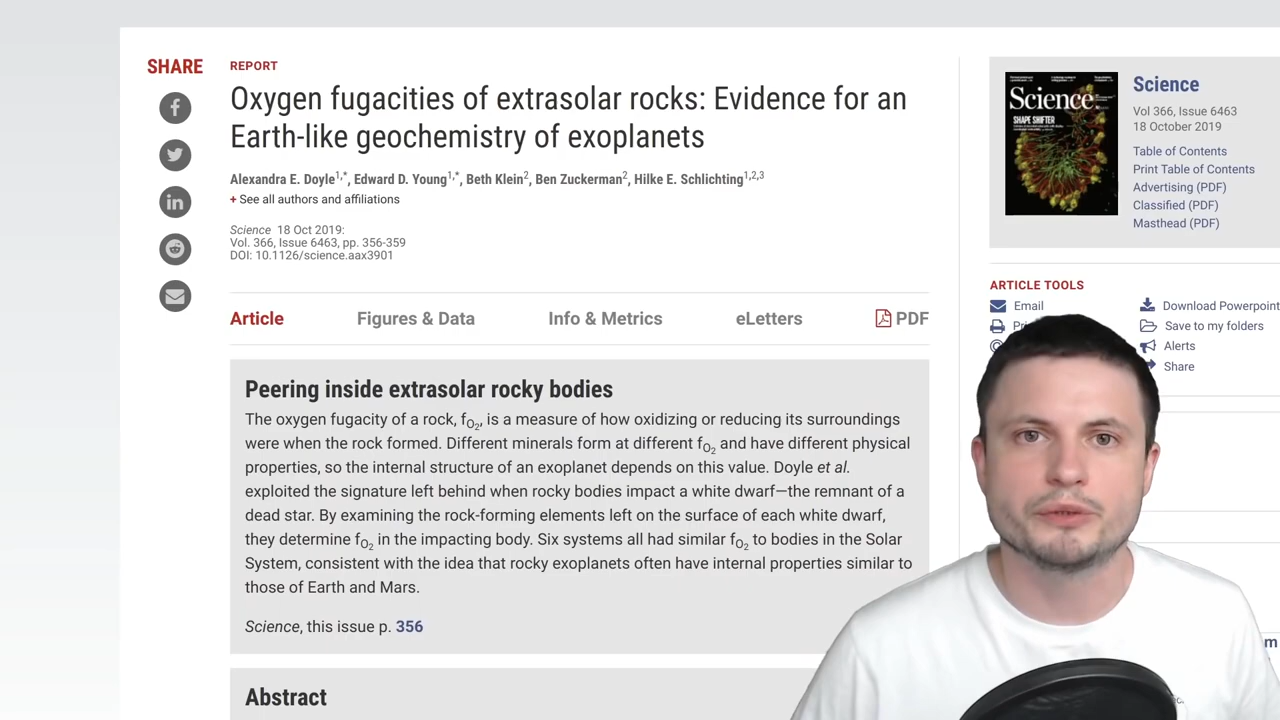 SHARE
REPORT
Oxygen fugacities of extrasolar rocks: Evidence for an
Earth-like geochemistry of exoplanets
Alexandra E. Doyle1,*, Edward D. Young1,*, Beth Klein2, Ben Zuckerman2, Hilke E. Schlichting1,2,3
+ See all authors and affiliations
Science 18 Oct 2019:
Vol. 366, Issue 6463, pp. 356-359
DOI: 10.1126/science.aax3901
Article Figures & Data Info & Metrics eLetters PDF
Peering inside extrasolar rocky bodies
The oxygen fugacity of a rock, fO2, is a measure of how oxidizing or reducing its surroundings
were when the rock formed. Different minerals form at different fO2 and have different physical
properties, so the internal structure of an exoplanet depends on this value. Doyle et al.
exploited the signature left behind when rocky bodies impact a white dwarf—the remnant of a
dead star. By examining the rock-forming elements left on the surface of each white dwarf,
they determine fO2 in the impacting body. Six systems all had similar fO2 to bodies in the Solar
System, consistent with the idea that rocky exoplanets often have internal properties similar to
those of Earth and Mars.
Science, this issue p. 356
Abstract
Science
SHAPE SHIFTER
Science
Vol 366, Issue 6463
18 October 2019
Table of Contents
Print Table of Contents
Advertising (PDF)
Classified (PDF)
Masthead (PDF)
ARTICLE TOOLS
Email
Download Powerpoint
Save to my folders
Alerts
Share